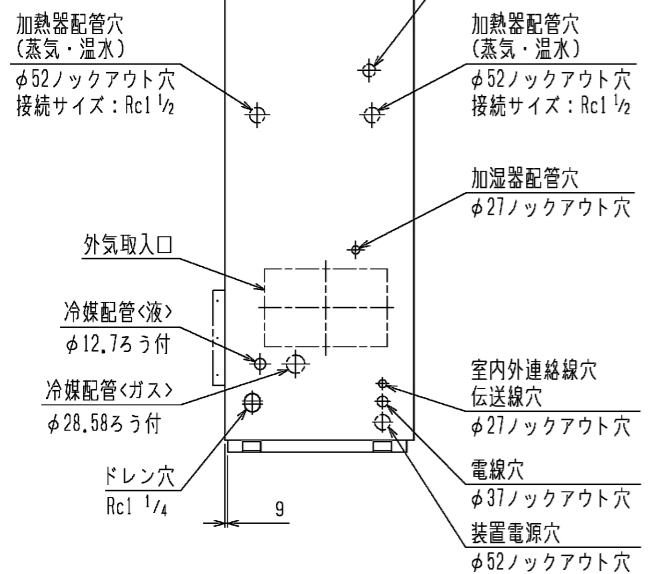 加熱器配管穴
(蒸気・温水)
φ52ノックアウト穴
接続サイズ：Rc1 1/2
加熱器配管穴
(蒸気・温水)
φ52ノックアウト穴
接続サイズ：Rc1 1/2
加湿器配管穴
φ27ノックアウト穴
外気取入口
冷媒配管<液>
φ12.7ろう付
冷媒配管<ガス>
φ28.58ろう付
ドレン穴
Rc1 1/4
9
室内外連絡線穴
伝送線穴
φ27ノックアウト穴
電線穴
φ37ノックアウト穴
装置電源穴
φ52ノックアウト穴